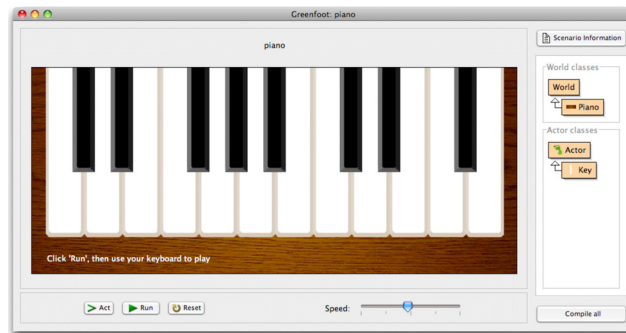 Greenfoot: piano
piano
Scenario Information
World classes
World
Piano
Actor classes
Actor
Key
Click 'Run', then use your keyboard to play
Act
Run
Reset
Speed:
Compile all